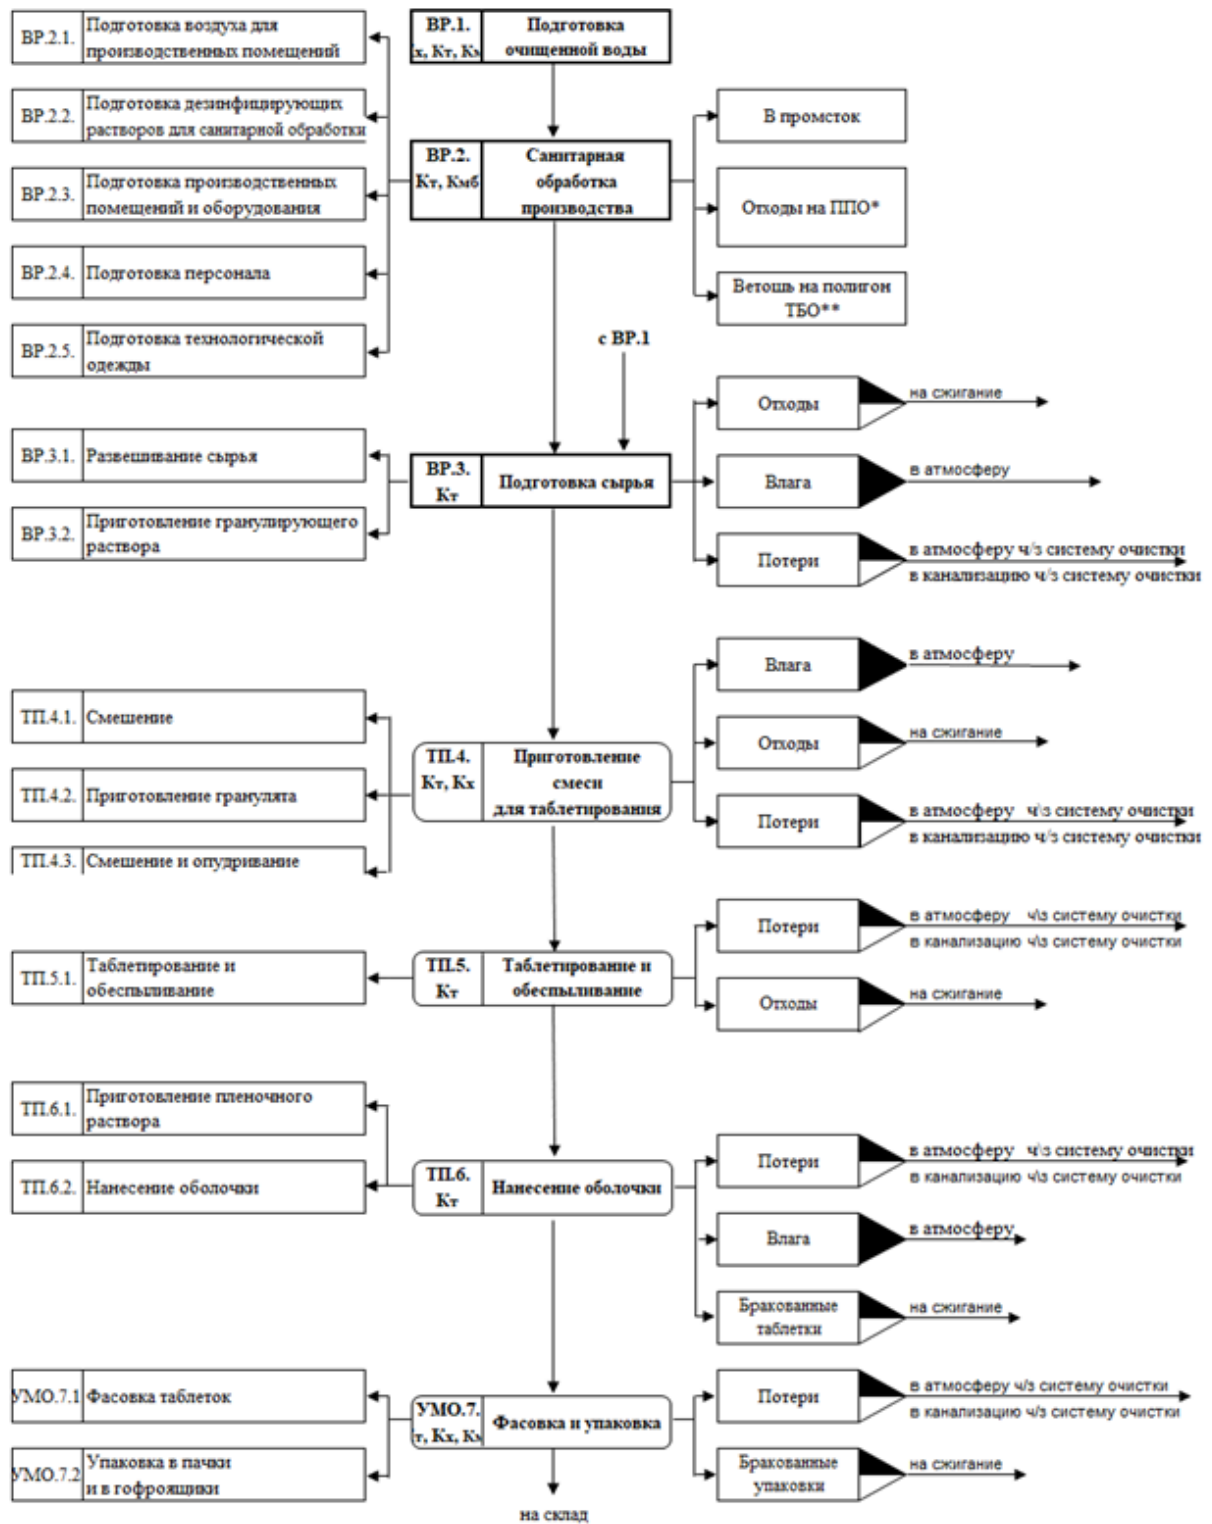 ВР.2.1.
Подготовка воздуха для
производственных помещений
ВР.1.
Кт,
Подготовка
очищенной воды
ВР.2.2.
Подготовка дезинфицирующих
растворов для санитарной обработки
В промсток
ВР.2.
Кт, Кмб
Санитарная
обработка
производства
ВР.2.3.
Подготовка производственных
помещений и оборудования
Отходы на ППО*
ВР.2.4.
Подготовка персонала
Ветошь на полигон
ТБО**
ВР.2.5.
Подготовка технологической
одежды
с ВР.1
Отходы
на сжигание
ВР.3.1.
Развешивание сырья
ВР.3.
Кт
Подготовка сырья
Влага
в атмосферу
ВР.3.2.
Приготовление гранулирующего
раствора
Потери
в атмосферу ч/з систему очистки
в канализацию ч/з систему очистки
Влага
в атмосферу
ТП.4.1.
Смешение
Отходы
на сжигание
ТП.4.
Кт, Кх
Приготовление
смеси
для таблетирования
ТП.4.2.
Приготовление гранулята
Потери
в атмосферу ч\з систему очистки
в канализацию ч/з систему очистки
ТП.4.3.
Смешение и опудривание
Потери
в атмосферу ч\з систему очистки
в канализацию ч\з систему очистки
ТП.5.1.
Таблетирование и
обеспыливание
ТП.5.
Кт
Таблетирование и
обеспыливание
Отходы
на сжигание
ТП.6.1.
Приготовление пленочного
раствора
Потери
в атмосферу ч\з систему очистки
в канализацию ч\з систему очистки
ТП.6.2.
Нанесение оболочки
ТП.6.
Кт
Нанесение оболочки
Влага
в атмосферу
Бракованные
таблетки
на сжигание
УМО.7.1
Фасовка таблеток
УМО.7.
т, Кх,
Фасовка и упаковка
Потери
в атмосферу ч/з систему очистки
в канализацию ч/з систему очистки
УМО.7.2
Упаковка в пачки
и в гофроящики
Бракованные
упаковки
на сжигание
на склад